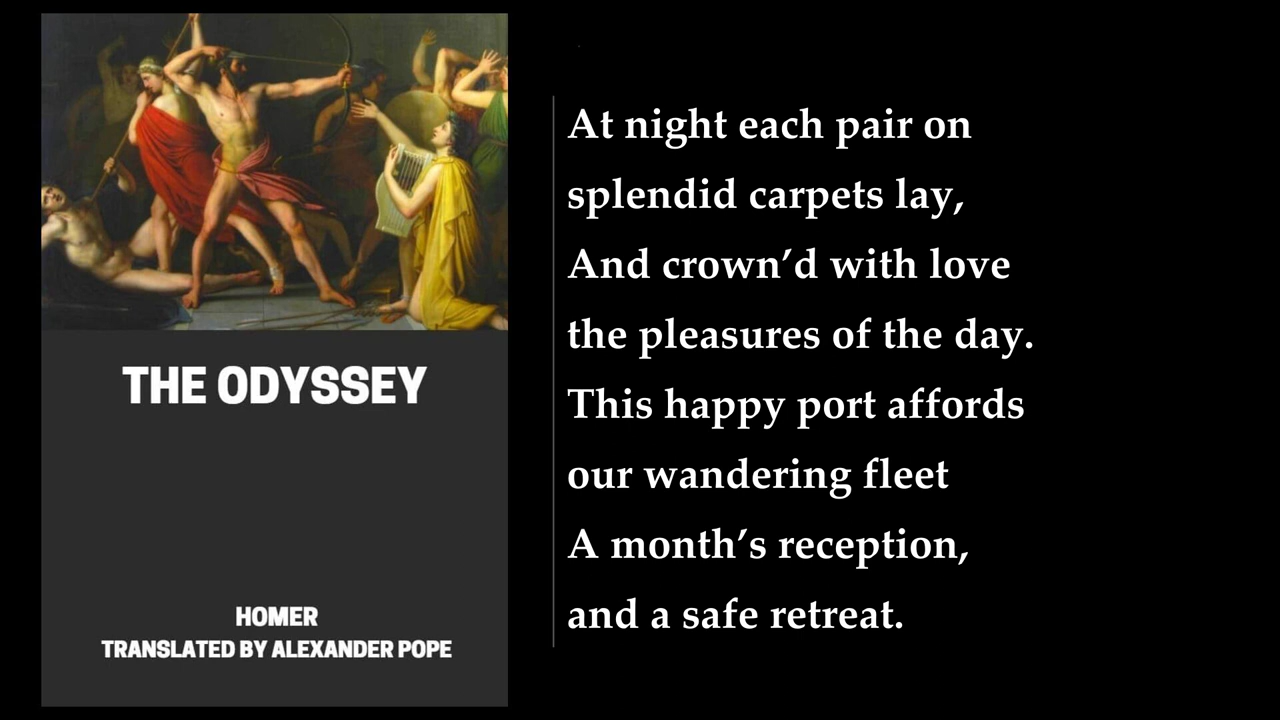 THE ODYSSEY
HOMER
TRANSLATED BY ALEXANDER POPE
At night each pair on
splendid carpets lay,
And crown’d with love
the pleasures of the day.
This happy port affords
our wandering fleet
A month’s reception,
and a safe retreat.